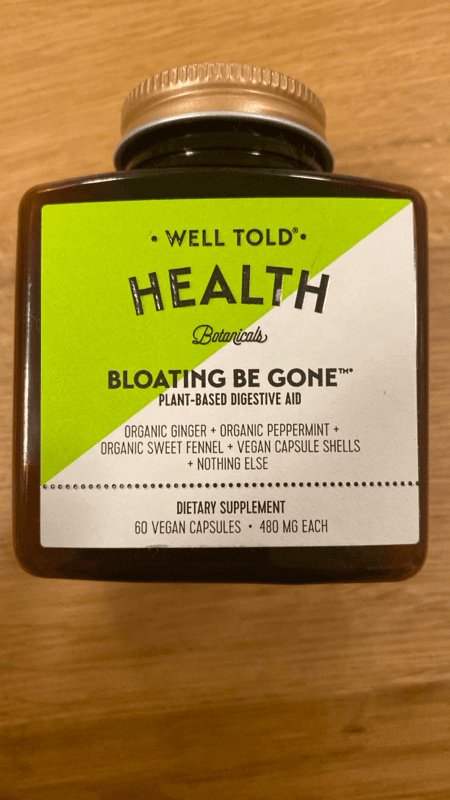 • WELL TOLD® •
HEALTH
Botanicals
BLOATING BE GONE™*
PLANT-BASED DIGESTIVE AID
ORGANIC GINGER + ORGANIC PEPPERMINT +
ORGANIC SWEET FENNEL + VEGAN CAPSULE SHELLS
+ NOTHING ELSE
DIETARY SUPPLEMENT
60 VEGAN CAPSULES • 480 MG EACH